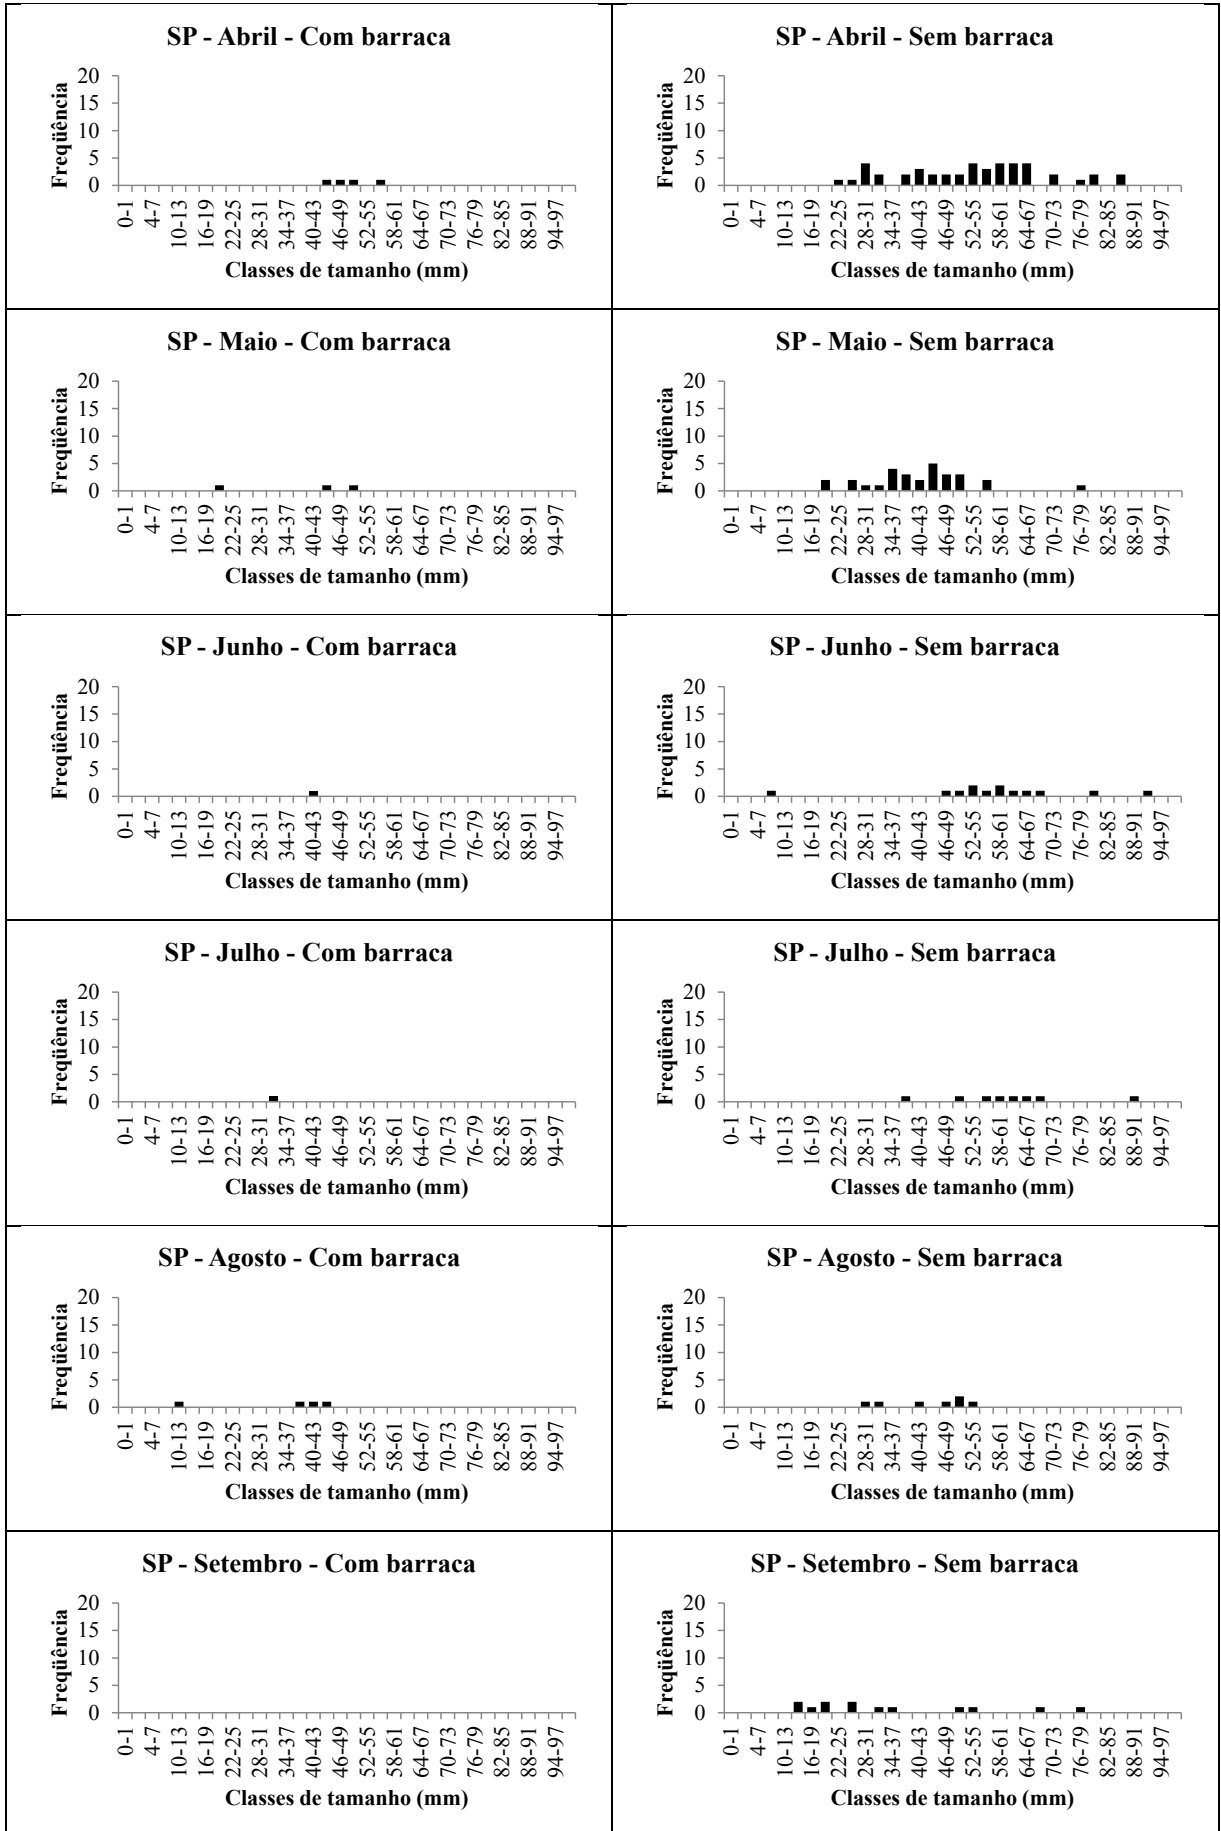 SP - Abril - Com barraca
Freqüência
20
15
10
5
0
0-1 4-7 10-13 16-19 22-25 28-31 34-37 40-43 46-49 52-55 58-61 64-67 70-73 76-79 82-85 88-91 94-97
Classes de tamanho (mm)
SP - Abril - Sem barraca
Freqüência
20
15
10
5
0
0-1 4-7 10-13 16-19 22-25 28-31 34-37 40-43 46-49 52-55 58-61 64-67 70-73 76-79 82-85 88-91 94-97
Classes de tamanho (mm)
SP - Maio - Com barraca
Freqüência
20
15
10
5
0
0-1 4-7 10-13 16-19 22-25 28-31 34-37 40-43 46-49 52-55 58-61 64-67 70-73 76-79 82-85 88-91 94-97
Classes de tamanho (mm)
SP - Maio - Sem barraca
Freqüência
20
15
10
5
0
0-1 4-7 10-13 16-19 22-25 28-31 34-37 40-43 46-49 52-55 58-61 64-67 70-73 76-79 82-85 88-91 94-97
Classes de tamanho (mm)
SP - Junho - Com barraca
Freqüência
20
15
10
5
0
0-1 4-7 10-13 16-19 22-25 28-31 34-37 40-43 46-49 52-55 58-61 64-67 70-73 76-79 82-85 88-91 94-97
Classes de tamanho (mm)
SP - Junho - Sem barraca
Freqüência
20
15
10
5
0
0-1 4-7 10-13 16-19 22-25 28-31 34-37 40-43 46-49 52-55 58-61 64-67 70-73 76-79 82-85 88-91 94-97
Classes de tamanho (mm)
SP - Julho - Com barraca
Freqüência
20
15
10
5
0
0-1 4-7 10-13 16-19 22-25 28-31 34-37 40-43 46-49 52-55 58-61 64-67 70-73 76-79 82-85 88-91 94-97
Classes de tamanho (mm)
SP - Julho - Sem barraca
Freqüência
20
15
10
5
0
0-1 4-7 10-13 16-19 22-25 28-31 34-37 40-43 46-49 52-55 58-61 64-67 70-73 76-79 82-85 88-91 94-97
Classes de tamanho (mm)
SP - Agosto - Com barraca
Freqüência
20
15
10
5
0
0-1 4-7 10-13 16-19 22-25 28-31 34-37 40-43 46-49 52-55 58-61 64-67 70-73 76-79 82-85 88-91 94-97
Classes de tamanho (mm)
SP - Agosto - Sem barraca
Freqüência
20
15
10
5
0
0-1 4-7 10-13 16-19 22-25 28-31 34-37 40-43 46-49 52-55 58-61 64-67 70-73 76-79 82-85 88-91 94-97
Classes de tamanho (mm)
SP - Setembro - Com barraca
Freqüência
20
15
10
5
0
0-1 4-7 10-13 16-19 22-25 28-31 34-37 40-43 46-49 52-55 58-61 64-67 70-73 76-79 82-85 88-91 94-97
Classes de tamanho (mm)
SP - Setembro - Sem barraca
Freqüência
20
15
10
5
0
0-1 4-7 10-13 16-19 22-25 28-31 34-37 40-43 46-49 52-55 58-61 64-67 70-73 76-79 82-85 88-91 94-97
Classes de tamanho (mm)